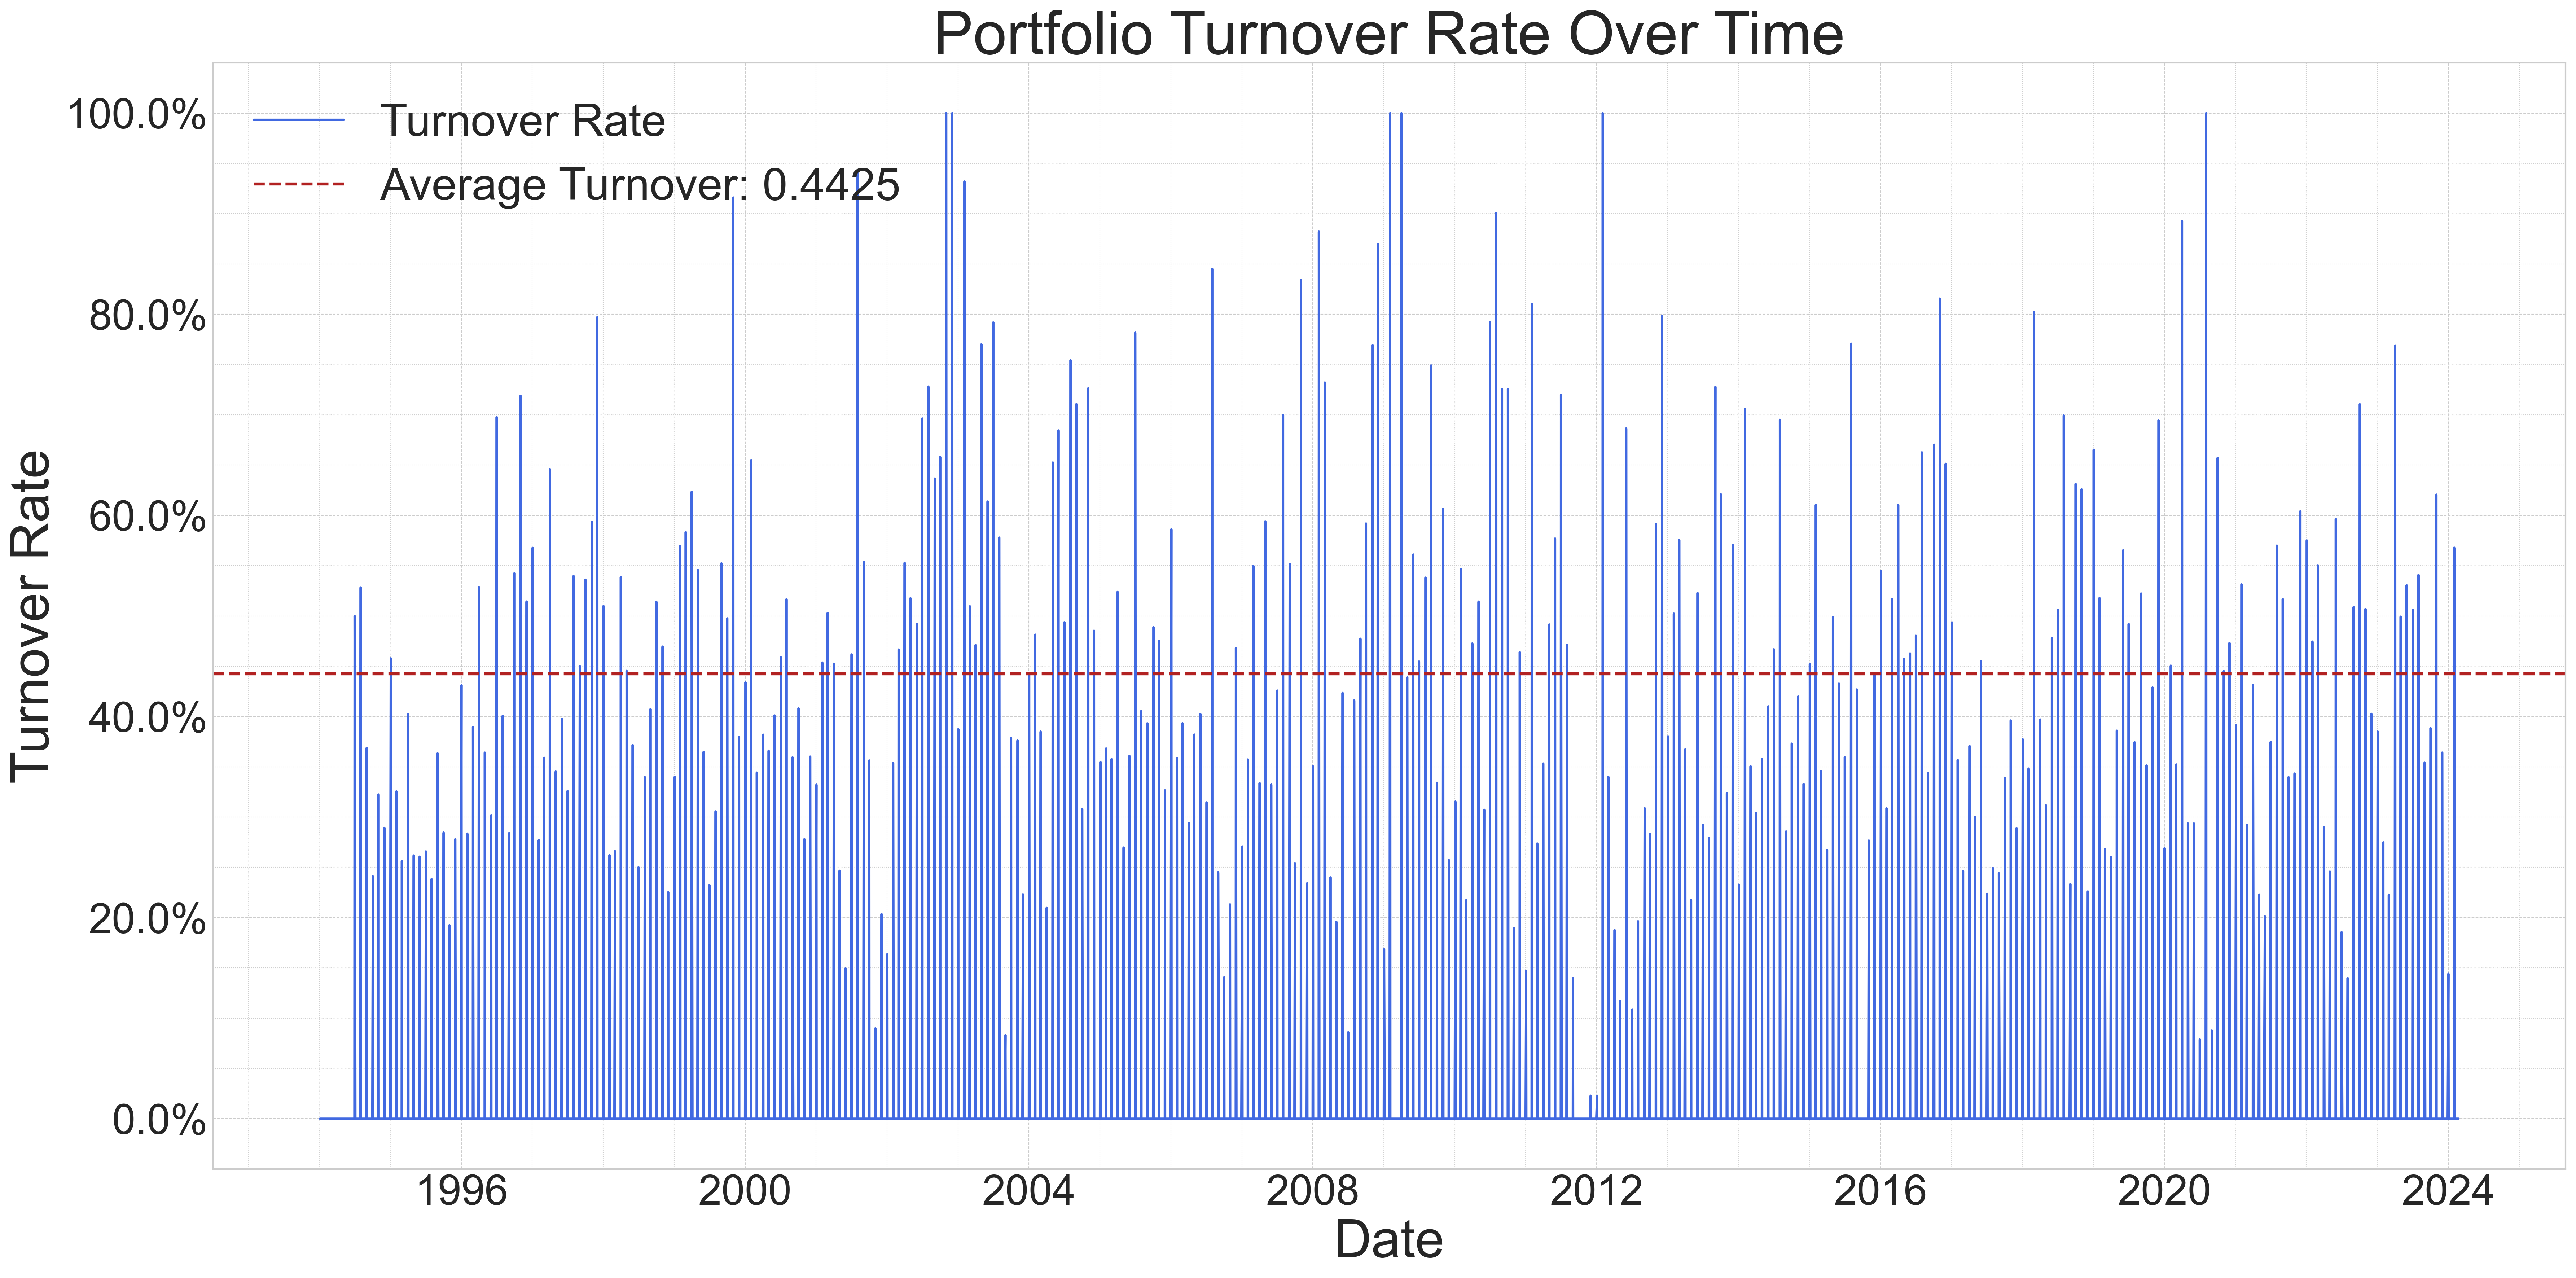 Portfolio Turnover Rate Over Time
Turnover Rate
Average Turnover: 0.4425
Turnover Rate
100.0%
80.0%
60.0%
40.0%
20.0%
0.0%
1996 2000 2004 2008 2012 2016 2020 2024
Date